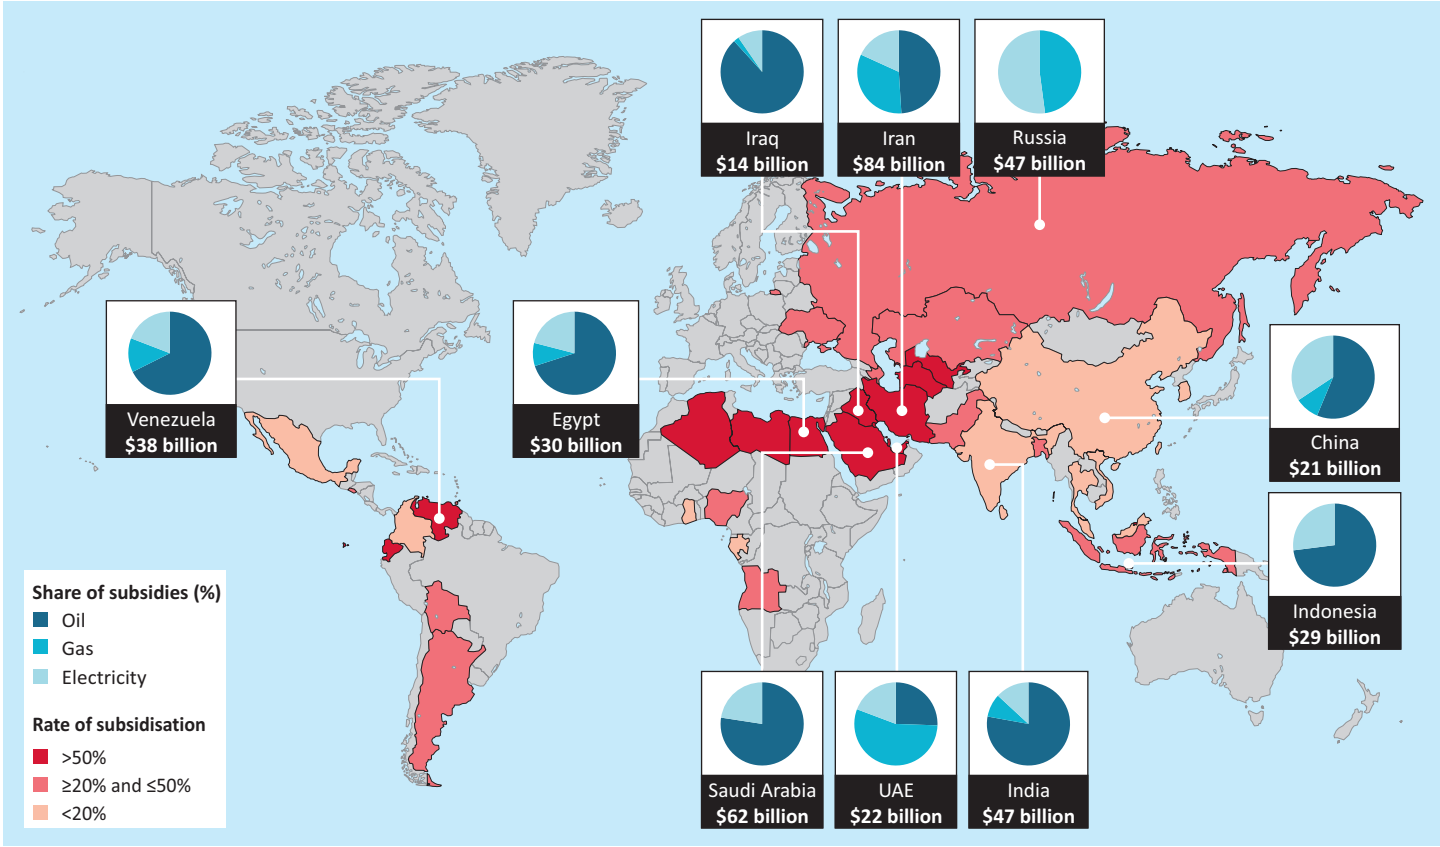 Iraq
$14 billion
Iran
$84 billion
Russia
$47 billion
Venezuela
$38 billion
Egypt
$30 billion
China
$21 billion
Indonesia
$29 billion
Share of subsidies (%)
Oil
Gas
Electricity
Rate of subsidisation
>50%
≥20% and ≤50%
<20%
Saudi Arabia
$62 billion
UAE
$22 billion
India
$47 billion